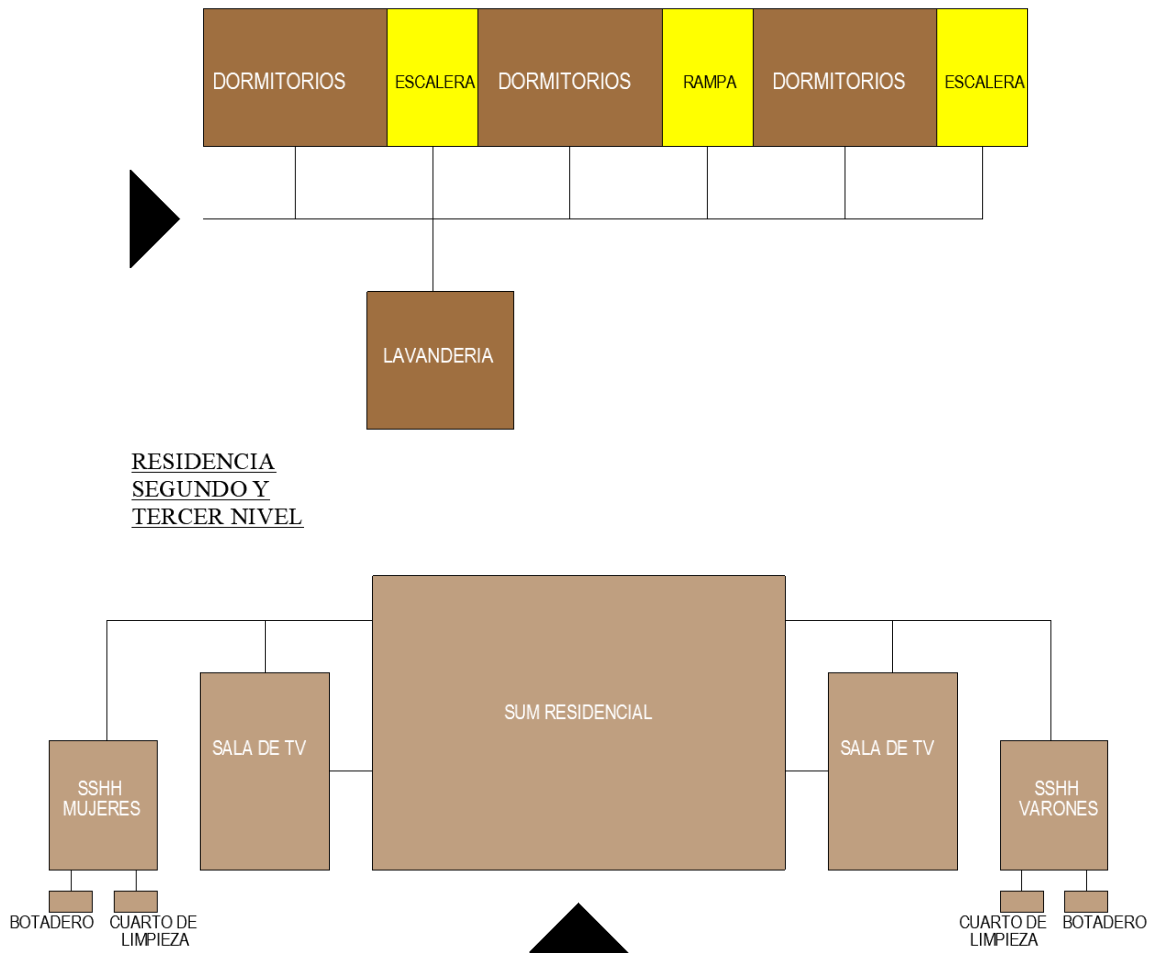 DORMITORIOS
ESCALERA
DORMITORIOS
RAMPA
DORMITORIOS
ESCALERA
LAVANDERIA
RESIDENCIA
SEGUNDO Y
TERCER NIVEL
SUM RESIDENCIAL
SALA DE TV
SALA DE TV
SSHH
MUJERES
SSHH
VARONES
BOTADERO
CUARTO DE
LIMPIEZA
CUARTO DE
LIMPIEZA
BOTADERO